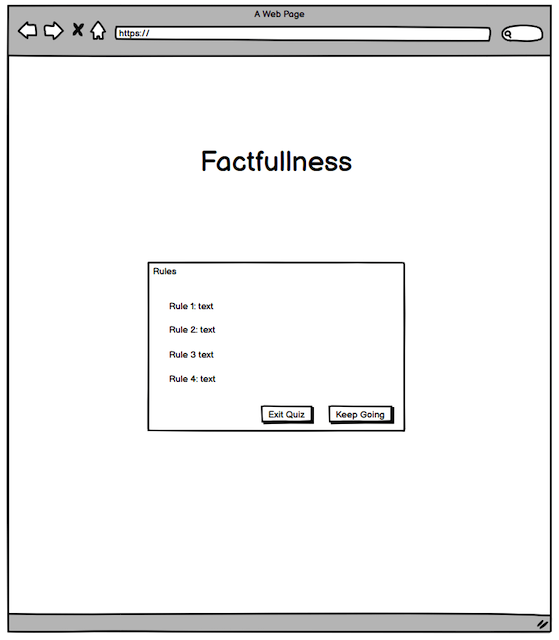 A Web Page
https://
Factfullness
Rules
Rule 1: text
Rule 2: text
Rule 3 text
Rule 4: text
Exit Quiz
Keep Going